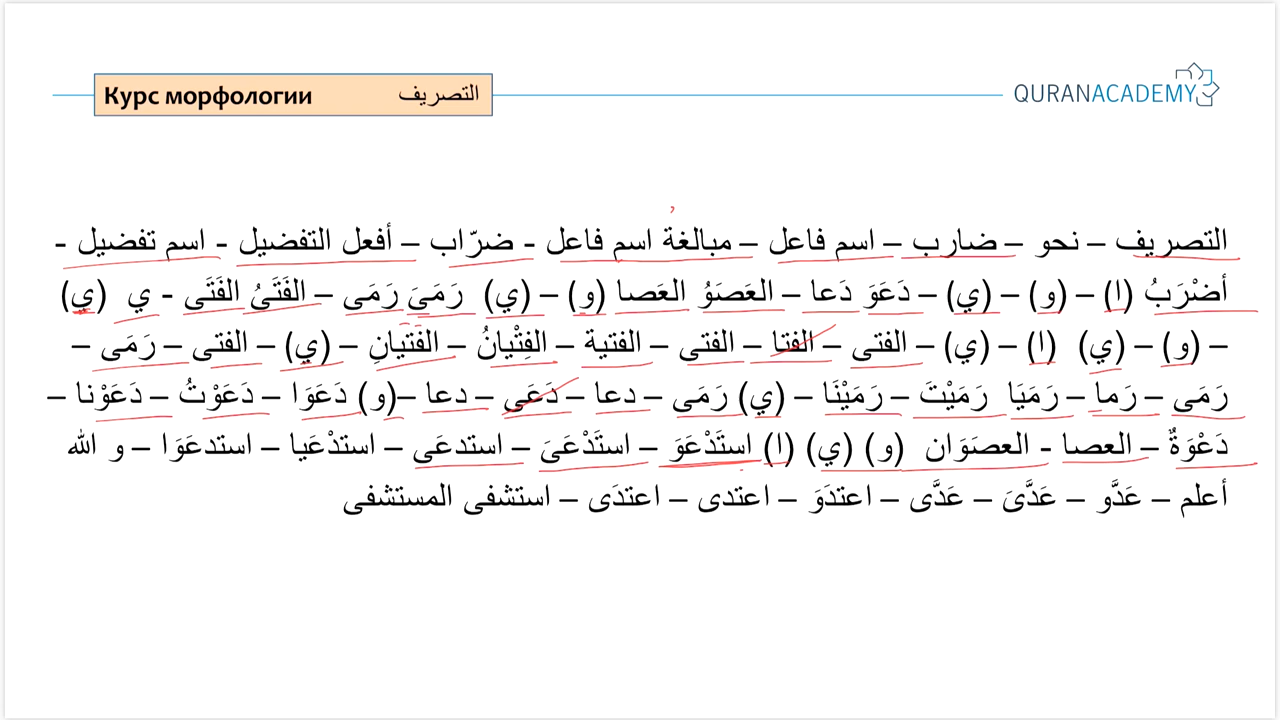 Курс морфологии التصريف
QURANACADEMY
التصريف – نحو – ضارب – اسم فاعل – مبالغة اسم فاعل - ضرّاب – أفعل التفضيل - اسم تفضيل -
أضْرَبُ (ا) – (و) – (ي) – دَعَوَ دَعا – العَصَوُ العَصا (و) – (ي) رَمَيَ رَمَى – الفَتَيُ الفَتَى - ي (ي)
– (و) – (ي) (ا) – (ي) – الفتى – الفتا – الفتى – الفتية – الفِتْيانُ – الفَتَيانِ – (ي) – الفتى – رَمَى –
رَمَى – رَما – رَمَيَا رَمَيْتَ – رَمَيْنَا – (ي) رَمَى – دعا – دَعَى – دعا –(و) دَعَوَا – دَعَوْتُ – دَعَوْنا –
دَعْوَةٌ – العصا - العصَوَان (و) (ي) (ا) استَدْعَوَ – استَدْعَيَ – استدعَى – استدْعَيا – استدعَوَا – و الله
أعلم – عَدَّو – عَدَّيَ – عَدَّى – اعتدَوَ – اعتدى – اعتدَى – استشفى المستشفى